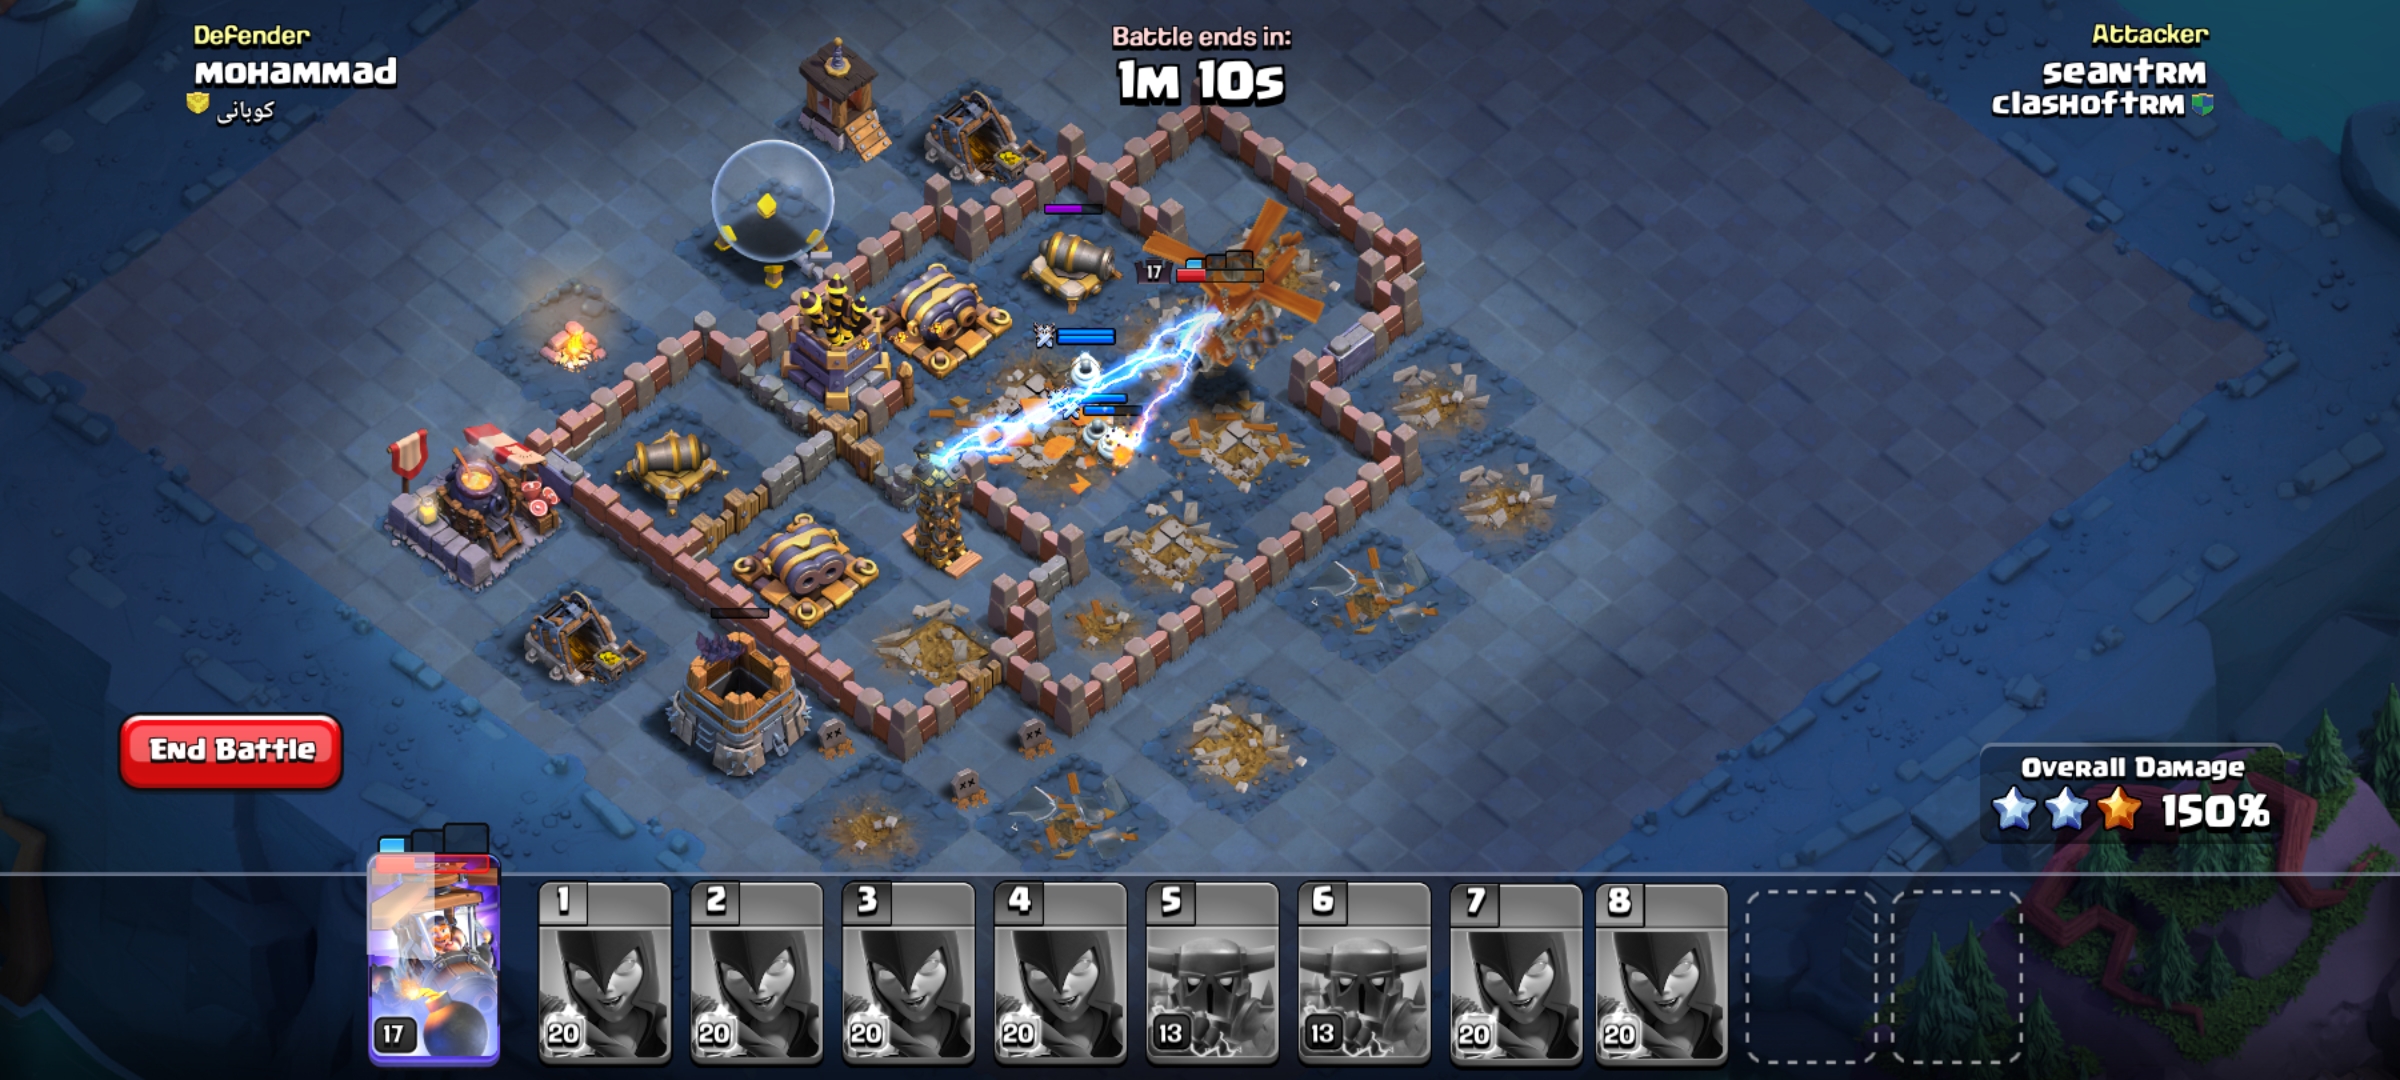 Defender
Mohammad
کوبانی
Battle ends in:
1m 10s
Attacker
seantrm
clashoftrm
17
End Battle
Overall Damage
150%
17
1 2 3 4 5 6 7 8
20 20 20 20 13 13 20 20